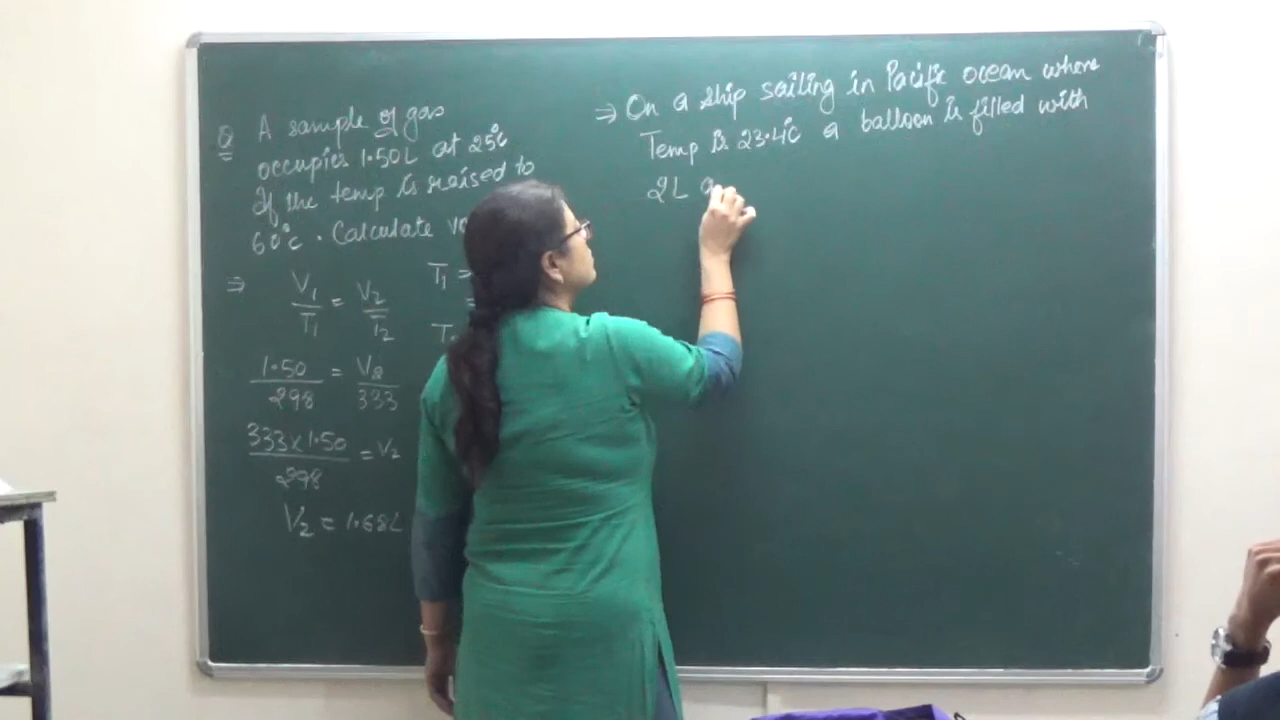 Q A sample of gas
occupies 1.50L at 25°C
If the temp is raised to
60°C. Calculate vo
⇒ V1/T1 = V2/T2
T1 =
=
T
1.50/298 = V2/333
333×1.50/298 = V2
V2 = 1.68L
⇒ On a ship sailing in Pacific ocean where
Temp is 23.4°C a balloon is filled with
2L a